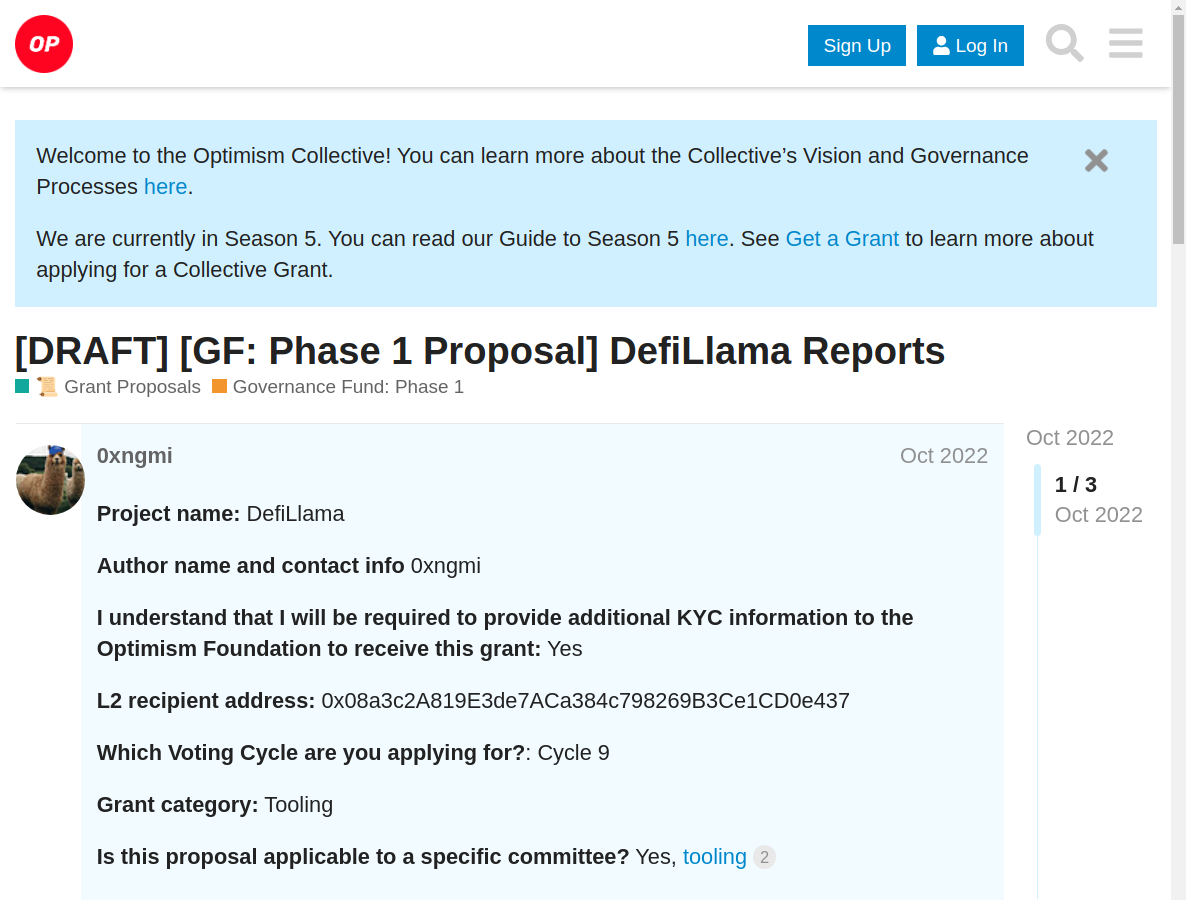 OP
Sign Up
Log In
Welcome to the Optimism Collective! You can learn more about the Collective’s Vision and Governance
Processes here.
We are currently in Season 5. You can read our Guide to Season 5 here. See Get a Grant to learn more about
applying for a Collective Grant.
[DRAFT] [GF: Phase 1 Proposal] DefiLlama Reports
Grant Proposals Governance Fund: Phase 1
0xngmi
Oct 2022
Project name: DefiLlama
Author name and contact info 0xngmi
I understand that I will be required to provide additional KYC information to the
Optimism Foundation to receive this grant: Yes
L2 recipient address: 0x08a3c2A819E3de7ACa384c798269B3Ce1CD0e437
Which Voting Cycle are you applying for?: Cycle 9
Grant category: Tooling
Is this proposal applicable to a specific committee? Yes, tooling 2
Oct 2022
1 / 3
Oct 2022